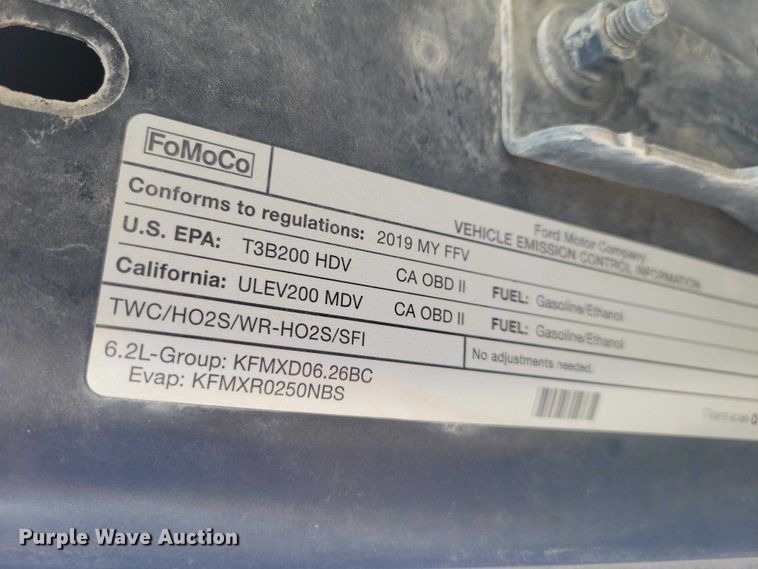 FoMoCo
Ford Motor Company
VEHICLE EMISSION CONTROL INFORMATION
Conforms to regulations: 2019 MY FFV
U.S. EPA: T3B200 HDV CA OBD II FUEL: Gasoline/Ethanol
California: ULEV200 MDV CA OBD II FUEL: Gasoline/Ethanol
TWC/HO2S/WR-HO2S/SFI No adjustments needed.
6.2L-Group: KFMXD06.26BC
Evap: KFMXR0250NBS
Purple Wave Auction